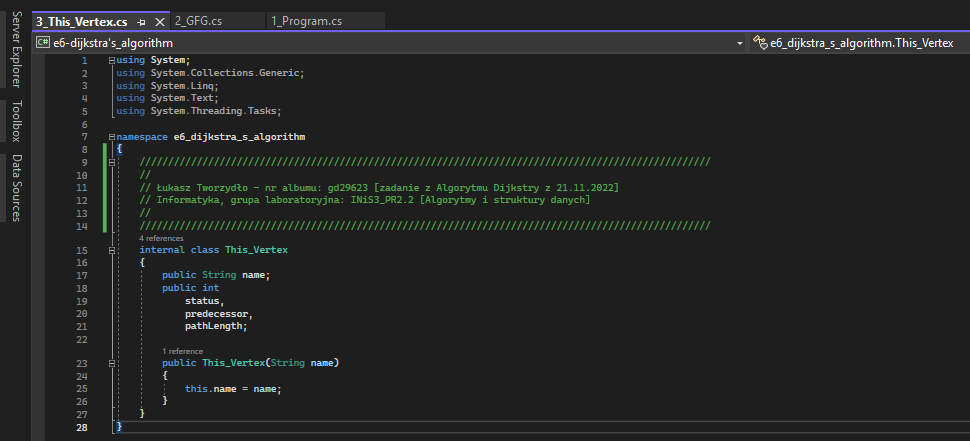 Server Explorer
Toolbox
Data Sources
3_This_Vertex.cs
2_GFG.cs
1_Program.cs
C# e6-dijkstra's_algorithm
e6_dijkstra_s_algorithm.This_Vertex
1 using System;
2 using System.Collections.Generic;
3 using System.Linq;
4 using System.Text;
5 using System.Threading.Tasks;
6
7 namespace e6_dijkstra_s_algorithm
8 {
9 ////////////////////////////////////////////////////////////////////////////////////////////////////
10 //
11 // Łukasz Tworzydło - nr albumu: gd29623 [zadanie z Algorytmu Dijkstry z 21.11.2022]
12 // Informatyka, grupa laboratoryjna: INiS3_PR2.2 [Algorytmy i struktury danych]
13 //
14 ////////////////////////////////////////////////////////////////////////////////////////////////////
4 references
15 internal class This_Vertex
16 {
17 public String name;
18 public int
19 status,
20 predecessor,
21 pathLength;
22
1 reference
23 public This_Vertex(String name)
24 {
25 this.name = name;
26 }
27 }
28 }